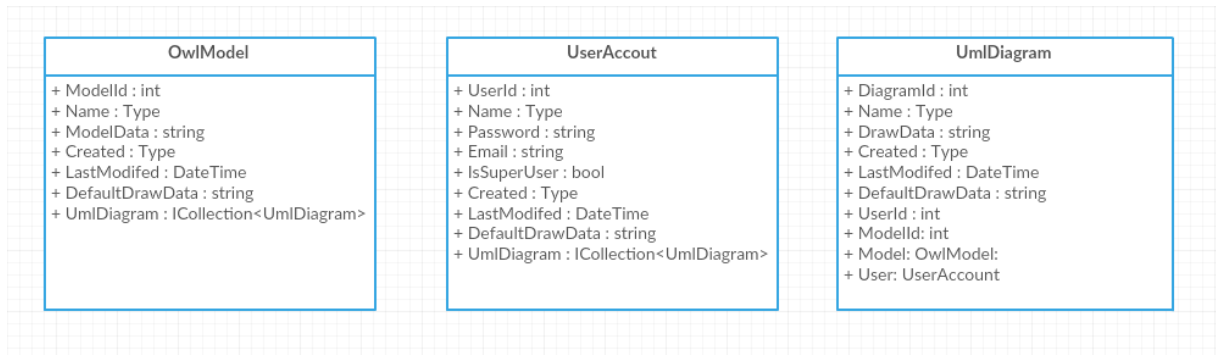 OwlModel
+ ModelId : int
+ Name : Type
+ ModelData : string
+ Created : Type
+ LastModifed : DateTime
+ DefaultDrawData : string
+ UmlDiagram : ICollection<UmlDiagram>
UserAccout
+ UserId : int
+ Name : Type
+ Password : string
+ Email : string
+ IsSuperUser : bool
+ Created : Type
+ LastModifed : DateTime
+ DefaultDrawData : string
+ UmlDiagram : ICollection<UmlDiagram>
UmlDiagram
+ DiagramId : int
+ Name : Type
+ DrawData : string
+ Created : Type
+ LastModifed : DateTime
+ DefaultDrawData : string
+ UserId : int
+ ModelId: int
+ Model: OwlModel:
+ User: UserAccount